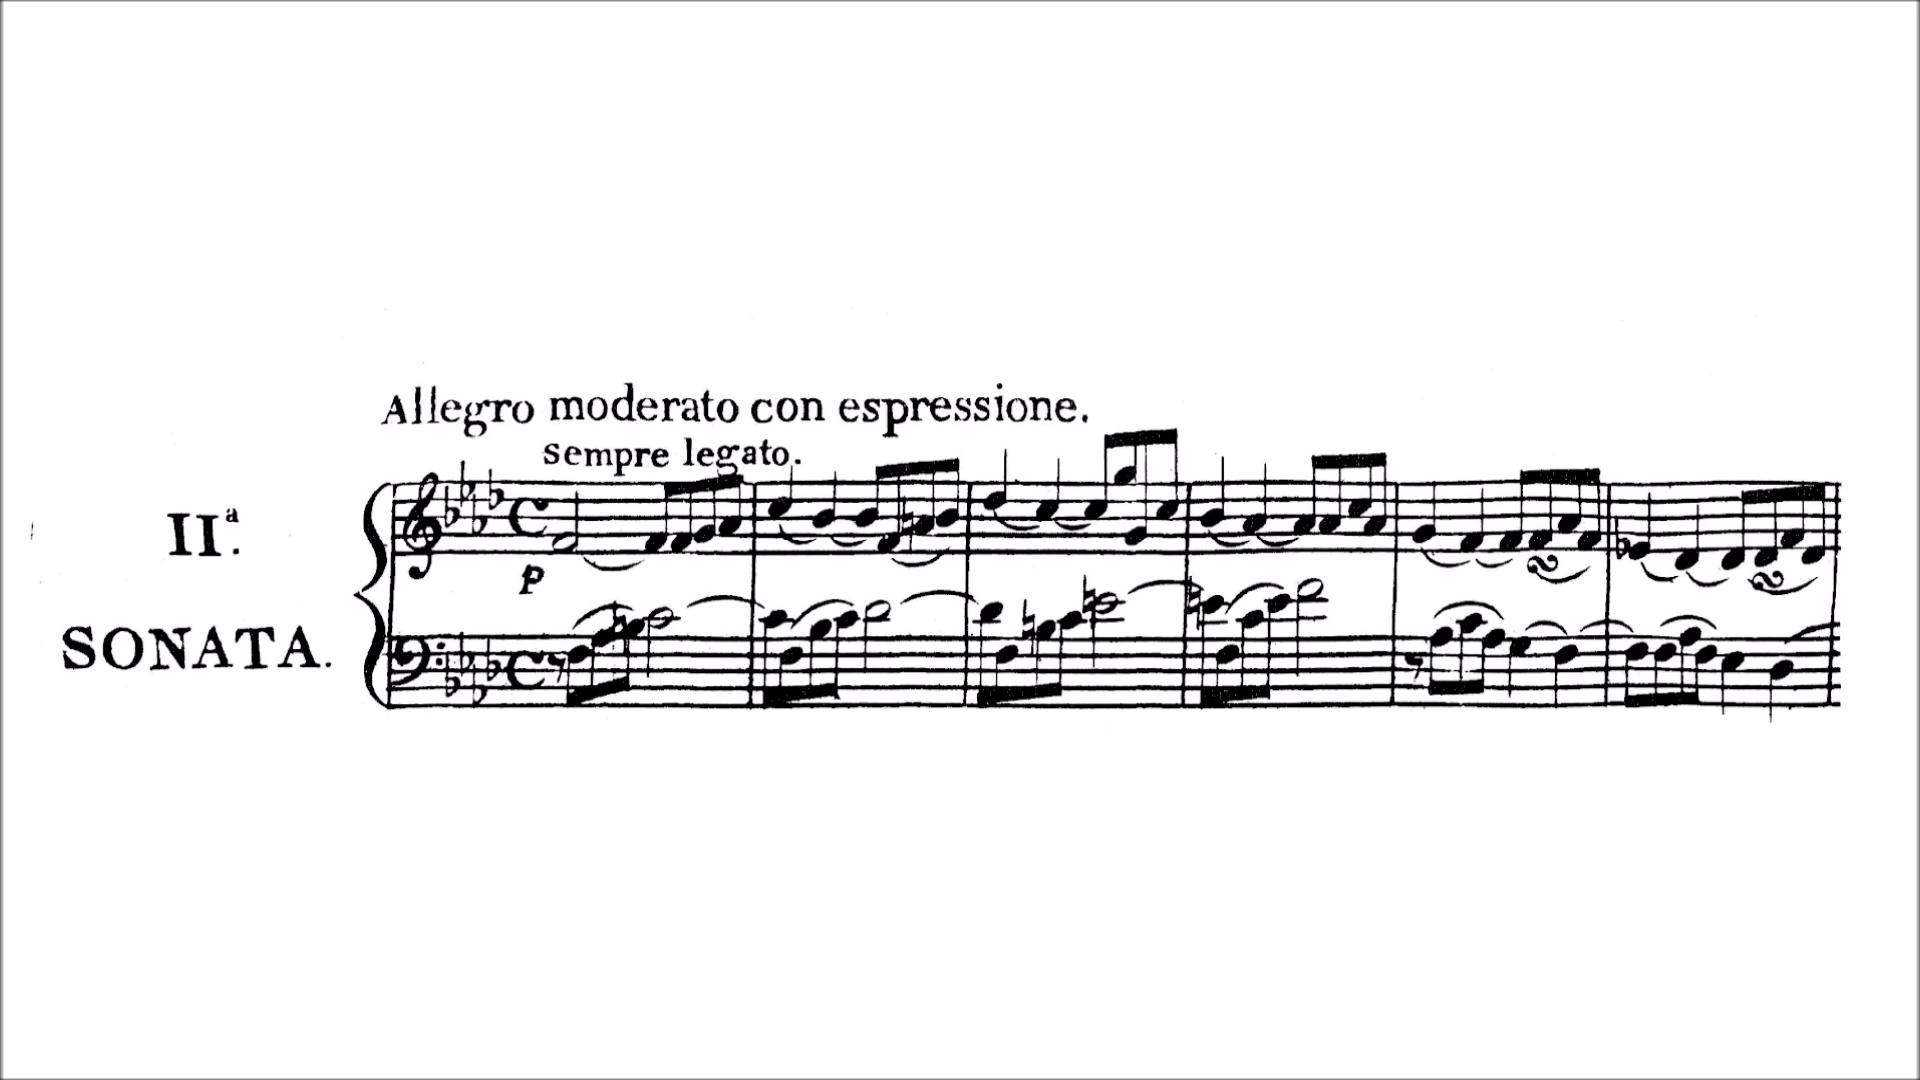 Allegro moderato con espressione.
sempre legato.
IIª.
p
SONATA.